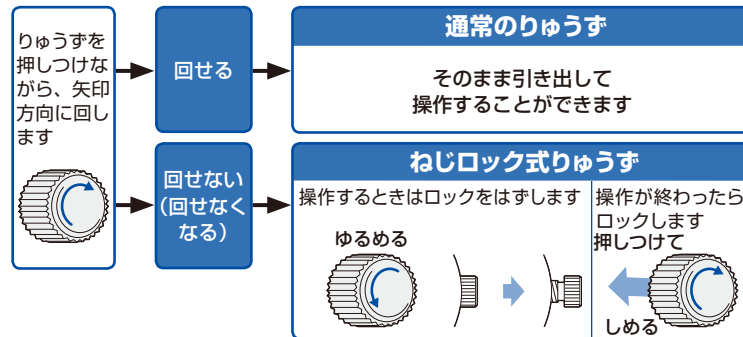 りゅうずを
押しつけな
がら、矢印
方向に回し
ます
回せる
通常のりゅうず
そのまま引き出して
操作することができます
回せない
(回せなく
なる)
ねじロック式りゅうず
操作するときはロックをはずします
ゆるめる
操作が終わったら
ロックします
押しつけて
しめる